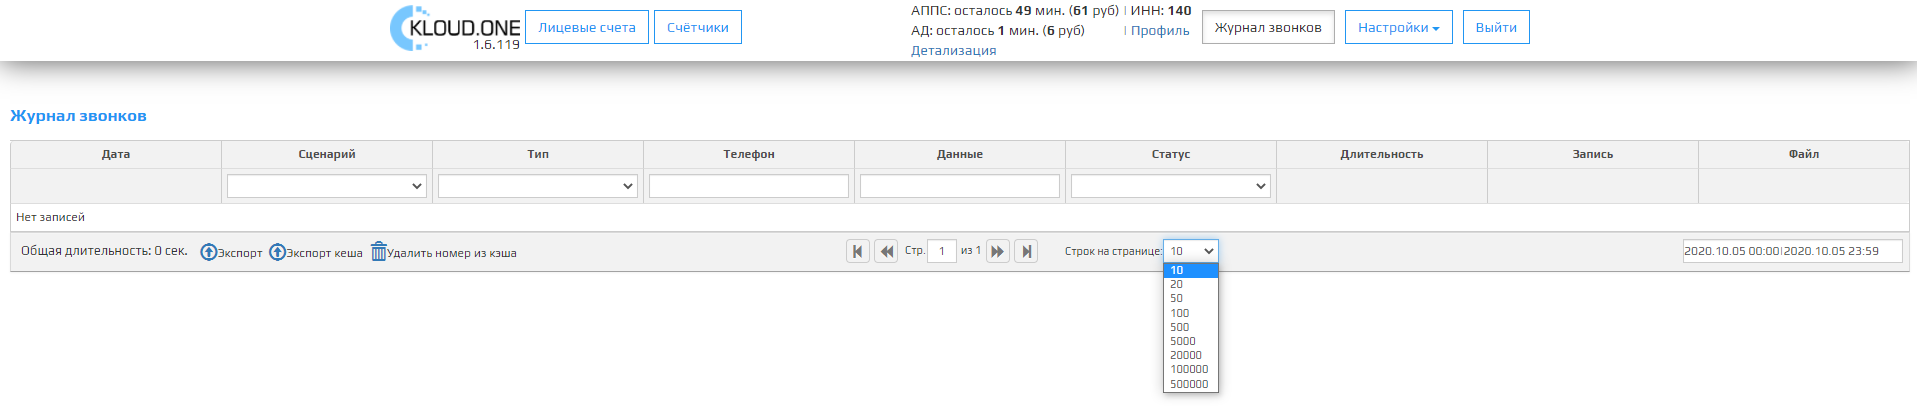 KLOUD.ONE
1.6.119
Лицевые счета
Счётчики
АППС: осталось 49 мин. (61 руб) | ИНН: 140
АД: осталось 1 мин. (6 руб) | Профиль
Детализация
Журнал звонков
Настройки
Выйти
Журнал звонков
Дата Сценарий Тип Телефон Данные Статус Длительность Запись Файл
Нет записей
Общая длительность: 0 сек. Экспорт Экспорт кеша Удалить номер из кэша Стр. 1 из 1 Строк на странице: 10 2020.10.05 00:00|2020.10.05 23:59
10
20
50
100
500
5000
20000
100000
500000